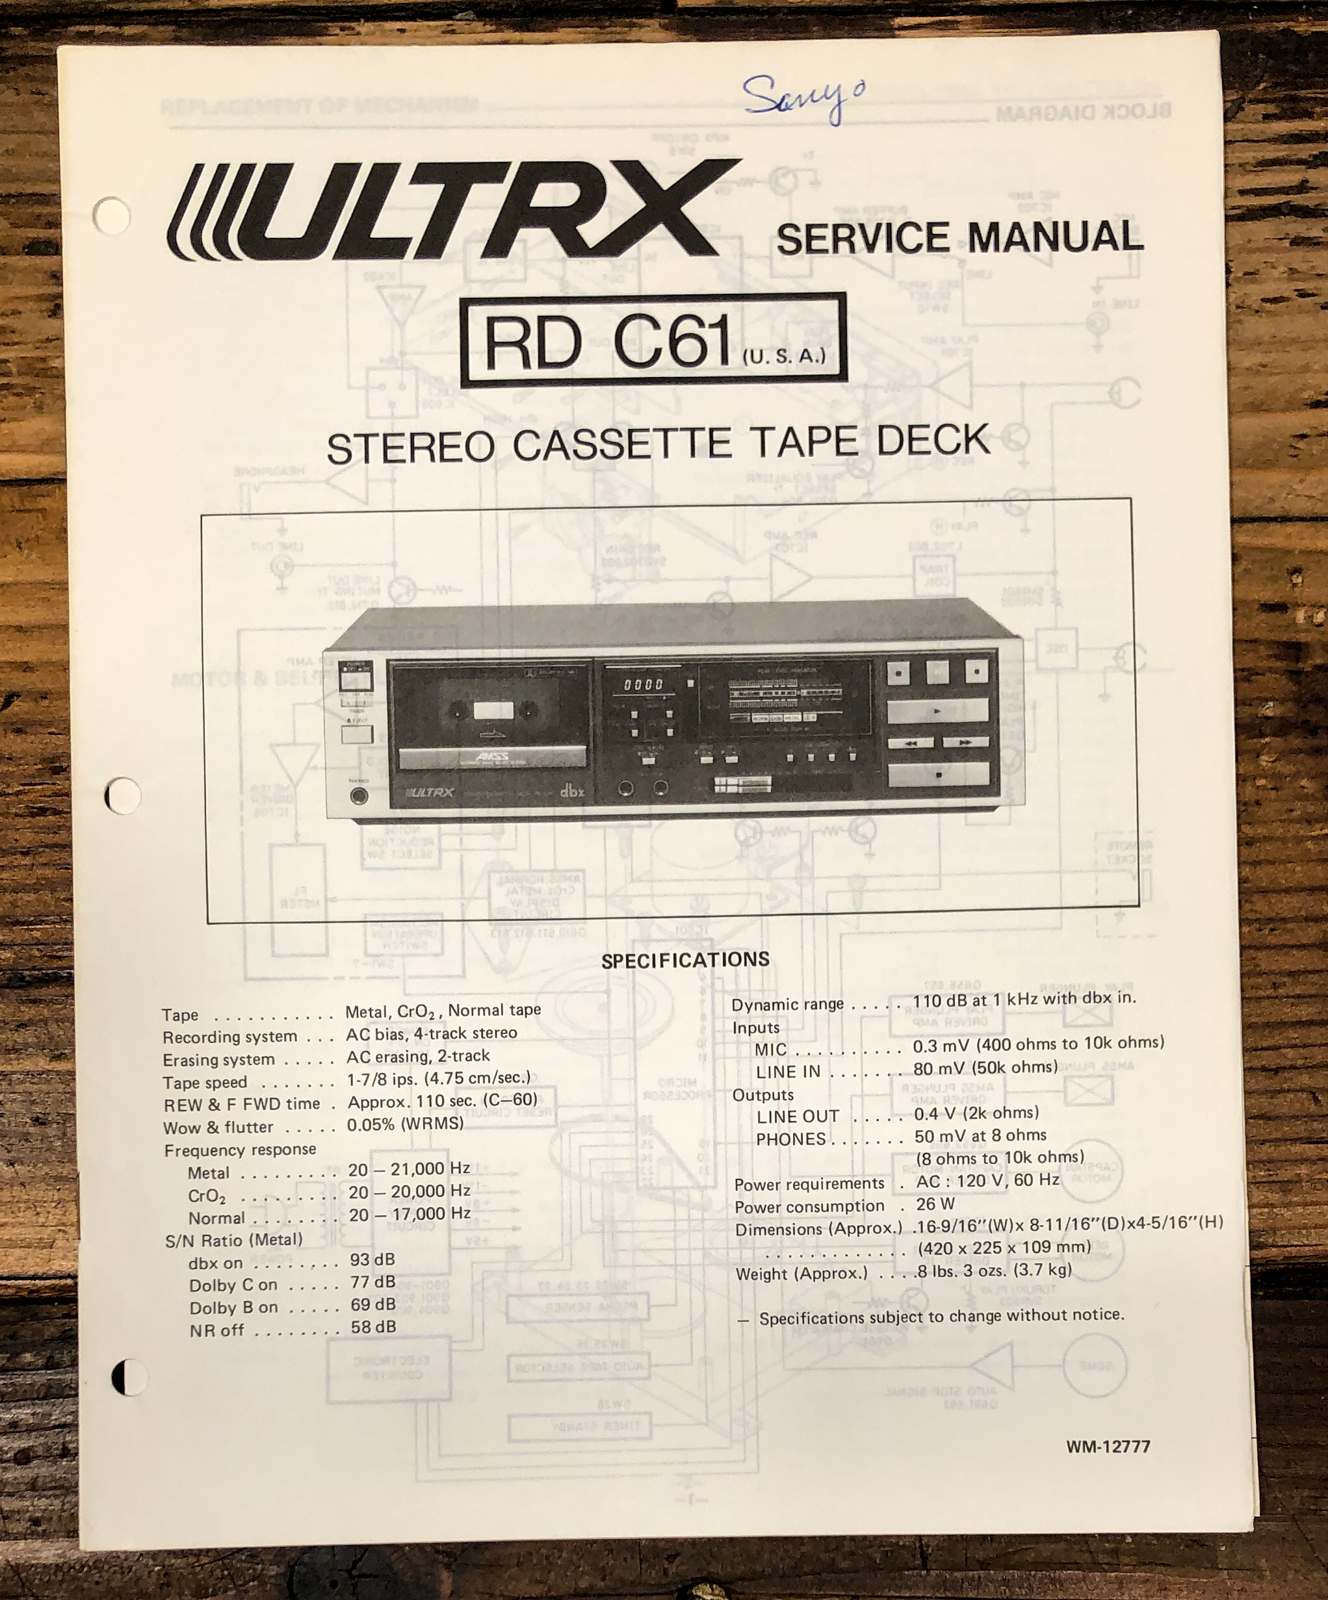 Sanyo
REPLACEMENT OF MECHANISM
BLOCK DIAGRAM
ULTRX SERVICE MANUAL
RD C61 (U. S. A.)
STEREO CASSETTE TAPE DECK
0000
AMSS
ULTRX
dbx
SPECIFICATIONS
Tape . . . . . . . . . . . Metal, CrO₂, Normal tape
Recording system . . . AC bias, 4-track stereo
Erasing system . . . . . AC erasing, 2-track
Tape speed . . . . . . . 1-7/8 ips. (4.75 cm/sec.)
REW & F FWD time . Approx. 110 sec. (C–60)
Wow & flutter . . . . . 0.05% (WRMS)
Frequency response
Metal . . . . . . . . . 20 – 21,000 Hz
CrO₂ . . . . . . . . . 20 – 20,000 Hz
Normal . . . . . . . . 20 – 17,000 Hz
S/N Ratio (Metal)
dbx on . . . . . . . . 93 dB
Dolby C on . . . . . 77 dB
Dolby B on . . . . . 69 dB
NR off . . . . . . . . 58 dB
Dynamic range . . . . . 110 dB at 1 kHz with dbx in.
Inputs
MIC . . . . . . . . . . 0.3 mV (400 ohms to 10k ohms)
LINE IN . . . . . . . 80 mV (50k ohms)
Outputs
LINE OUT . . . . . 0.4 V (2k ohms)
PHONES . . . . . . . 50 mV at 8 ohms
(8 ohms to 10k ohms)
Power requirements . AC : 120 V, 60 Hz
Power consumption . 26 W
Dimensions (Approx.) .16-9/16″(W)x 8-11/16″(D)x4-5/16″(H)
. . . . . . . . . . . . . (420 x 225 x 109 mm)
Weight (Approx.) . . . .8 lbs. 3 ozs. (3.7 kg)
— Specifications subject to change without notice.
WM-12777